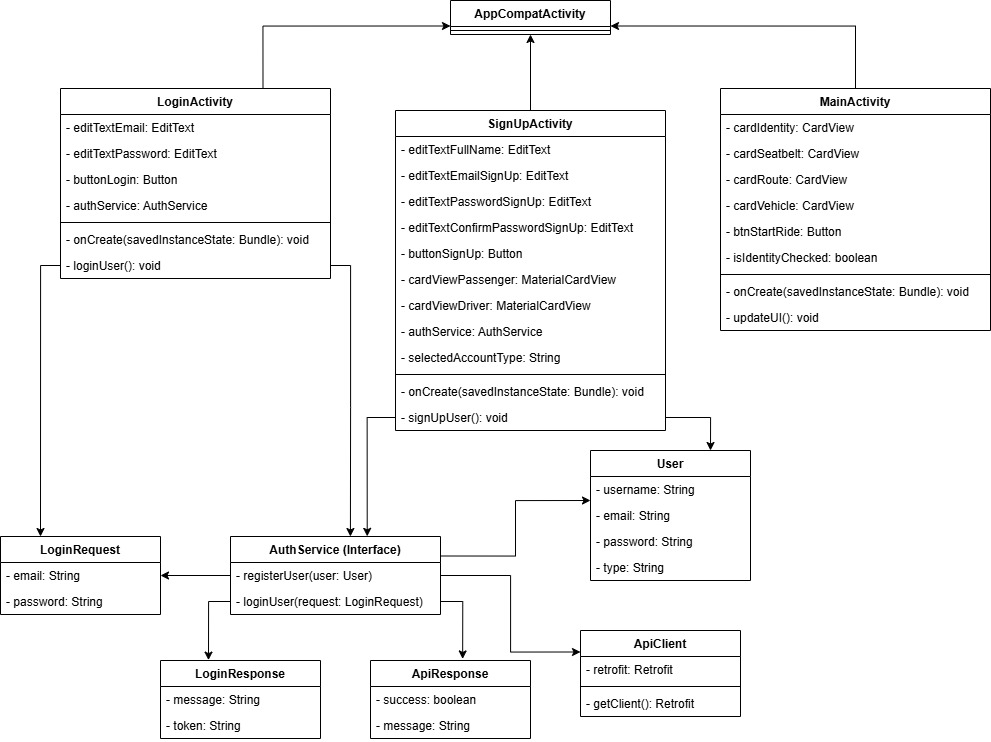 AppCompatActivity
LoginActivity
- editTextEmail: EditText
- editTextPassword: EditText
- buttonLogin: Button
- authService: AuthService
- onCreate(savedInstanceState: Bundle): void
- loginUser(): void
SignUpActivity
- editTextFullName: EditText
- editTextEmailSignUp: EditText
- editTextPasswordSignUp: EditText
- editTextConfirmPasswordSignUp: EditText
- buttonSignUp: Button
- cardViewPassenger: MaterialCardView
- cardViewDriver: MaterialCardView
- authService: AuthService
- selectedAccountType: String
- onCreate(savedInstanceState: Bundle): void
- signUpUser(): void
MainActivity
- cardIdentity: CardView
- cardSeatbelt: CardView
- cardRoute: CardView
- cardVehicle: CardView
- btnStartRide: Button
- isIdentityChecked: boolean
- onCreate(savedInstanceState: Bundle): void
- updateUI(): void
User
- username: String
- email: String
- password: String
- type: String
LoginRequest
- email: String
- password: String
AuthService (Interface)
- registerUser(user: User)
- loginUser(request: LoginRequest)
LoginResponse
- message: String
- token: String
ApiResponse
- success: boolean
- message: String
ApiClient
- retrofit: Retrofit
- getClient(): Retrofit